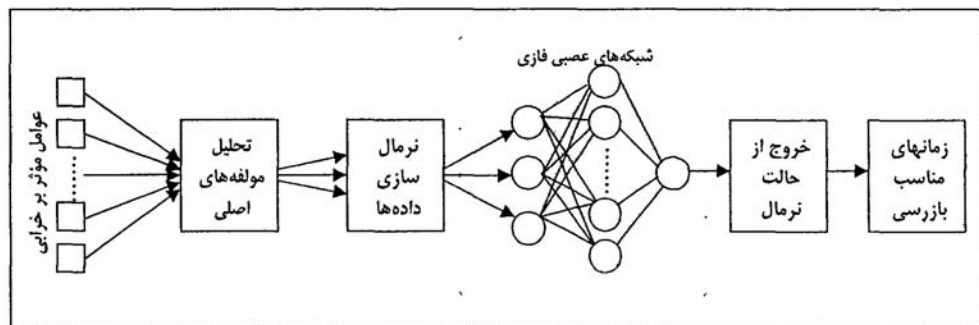 شبکه‌های عصبی فازی
عوامل مؤثر بر خرابی
تحلیل
مولفه‌های
اصلی
نرمال
سازی
داده‌ها
خروج از
حالت
نرمال
زمانهای
مناسب
بازرسی